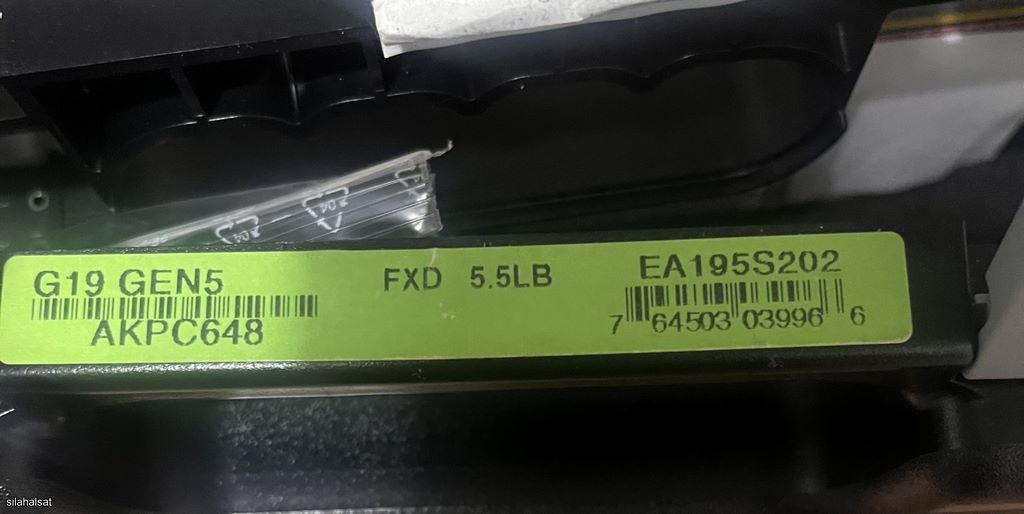 G19 GEN5 FXD 5.5LB EA195S202
AKPC648 7 64503 03996 6
silahalsat